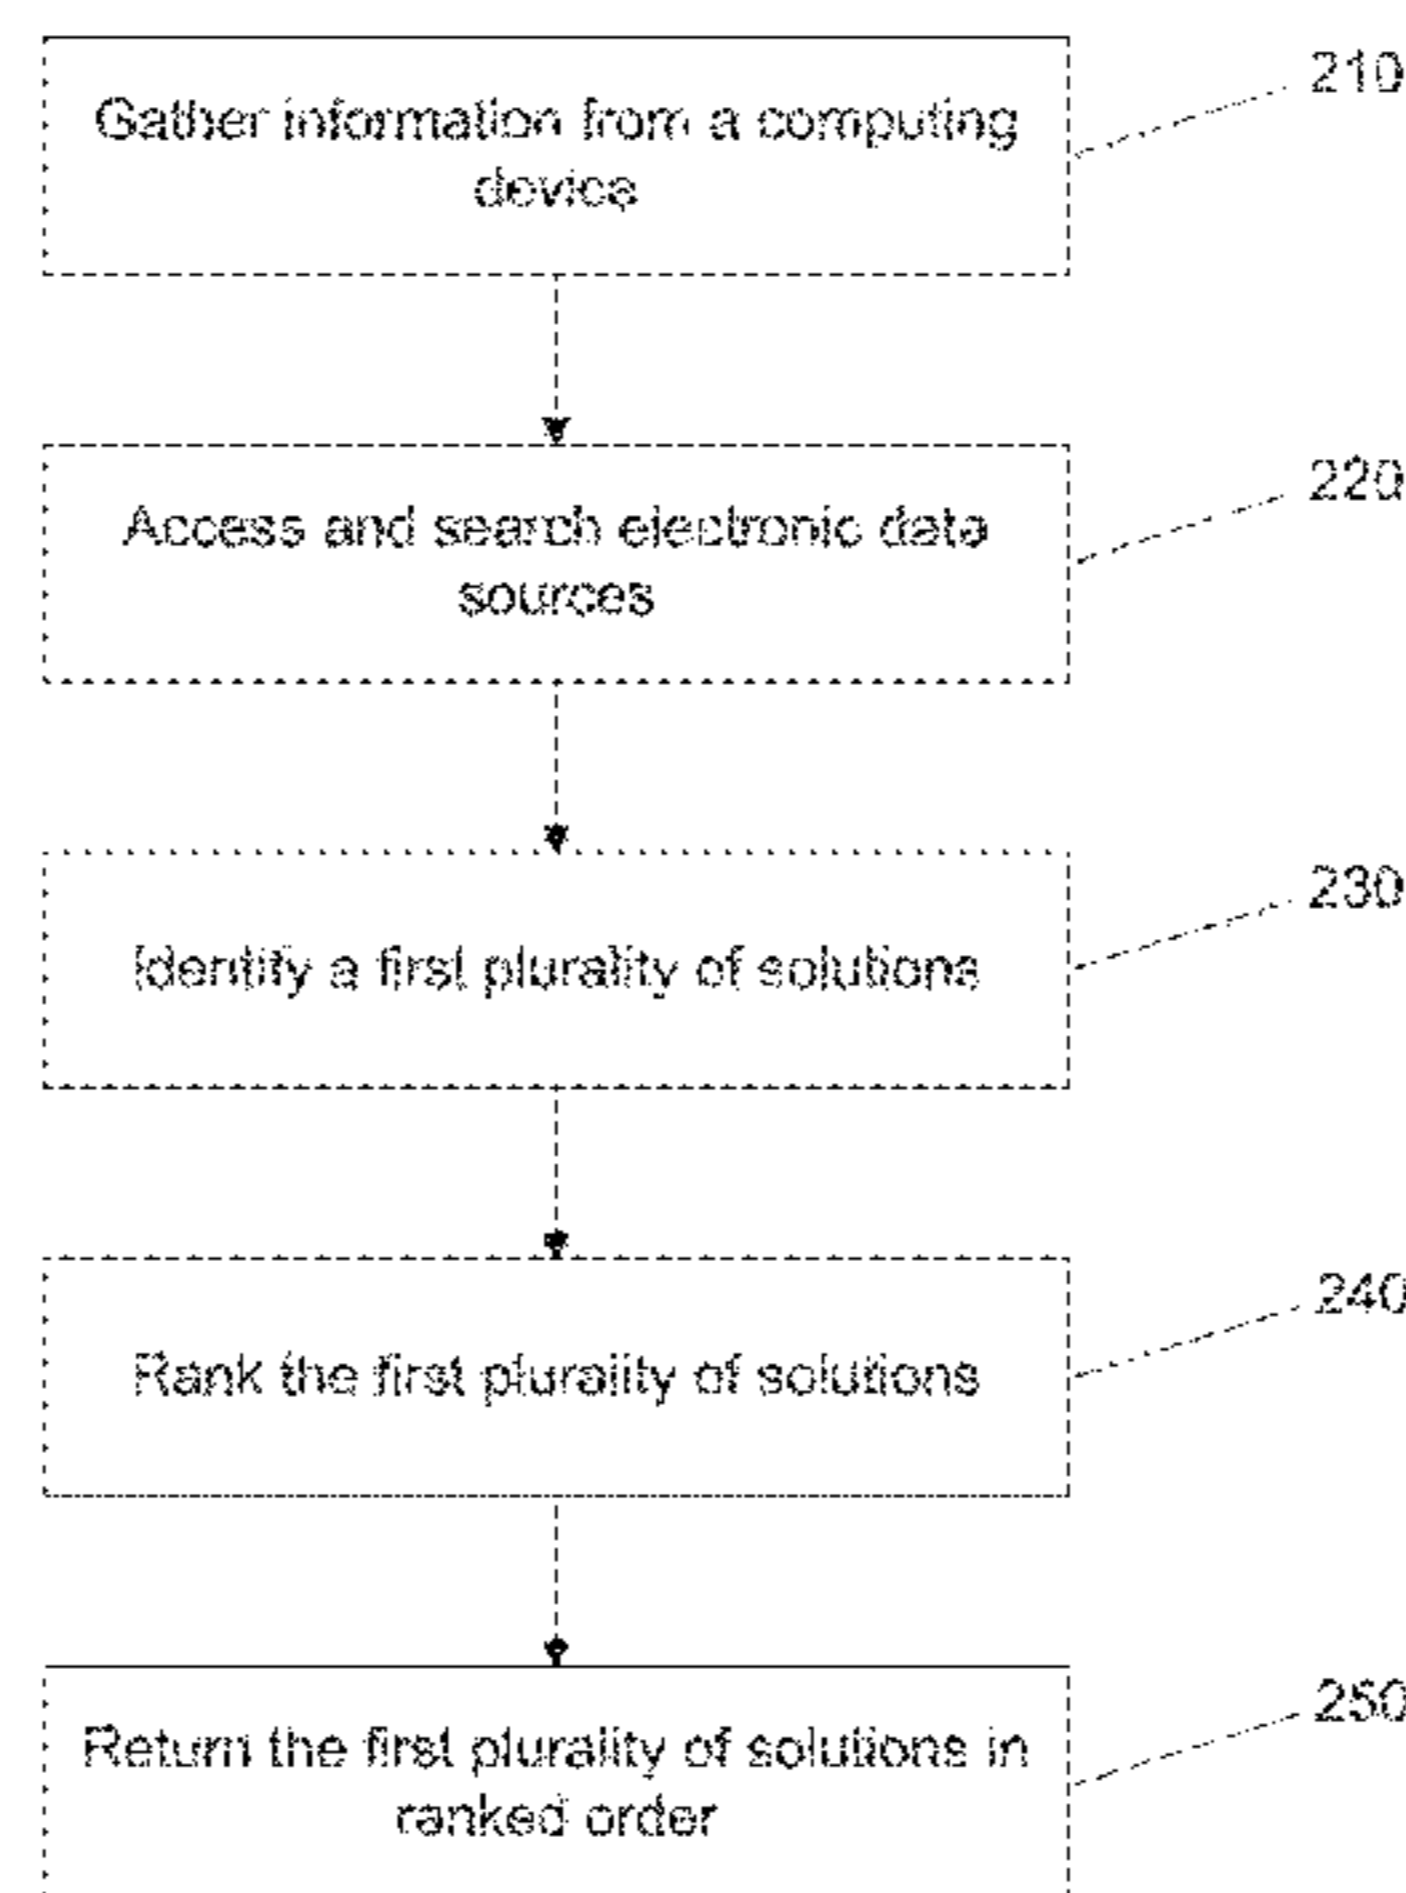 Gather information from a computing
device
210
Access and search electronic data
sources
220
Identify a first plurality of solutions
230
Rank the first plurality of solutions
240
Return the first plurality of solutions in
ranked order
250